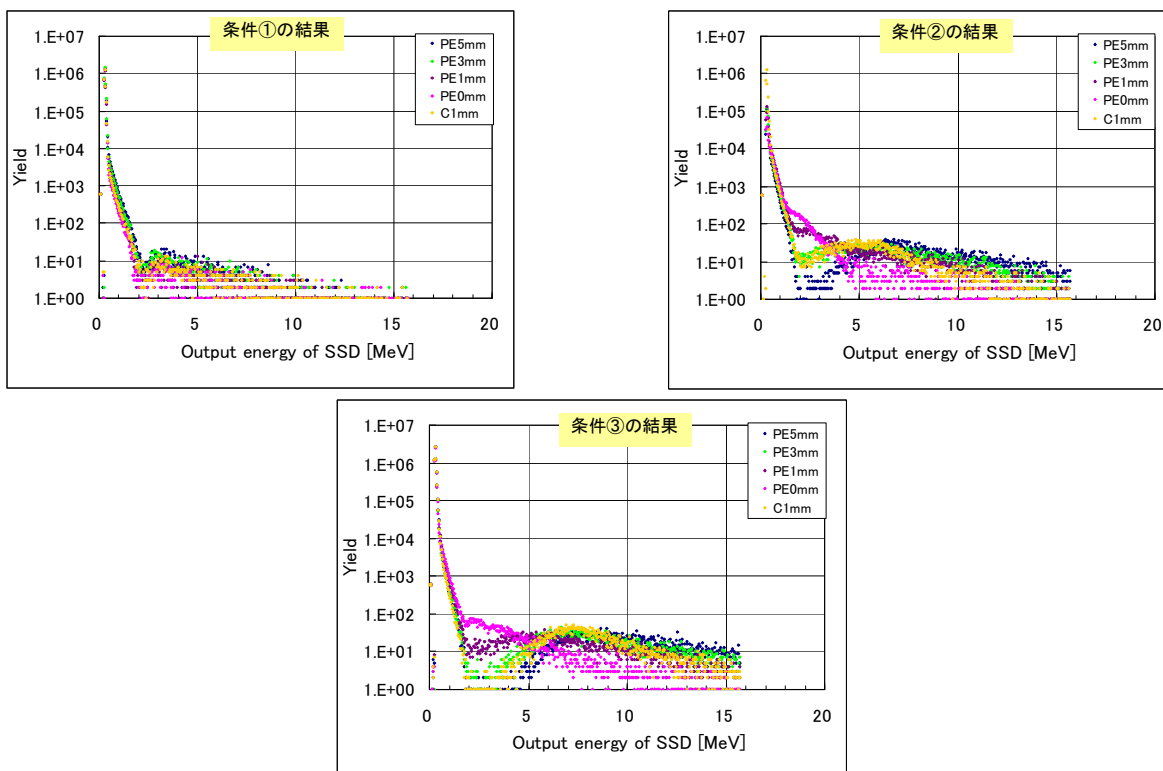 条件①の結果
1.E+07
1.E+06
1.E+05
1.E+04
1.E+03
1.E+02
1.E+01
1.E+00
Yield
0 5 10 15 20
Output energy of SSD [MeV]
PE5mm
PE3mm
PE1mm
PE0mm
C1mm
条件②の結果
1.E+07
1.E+06
1.E+05
1.E+04
1.E+03
1.E+02
1.E+01
1.E+00
Yield
0 5 10 15 20
Output energy of SSD [MeV]
PE5mm
PE3mm
PE1mm
PE0mm
C1mm
条件③の結果
1.E+07
1.E+06
1.E+05
1.E+04
1.E+03
1.E+02
1.E+01
1.E+00
Yield
0 5 10 15 20
Output energy of SSD [MeV]
PE5mm
PE3mm
PE1mm
PE0mm
C1mm